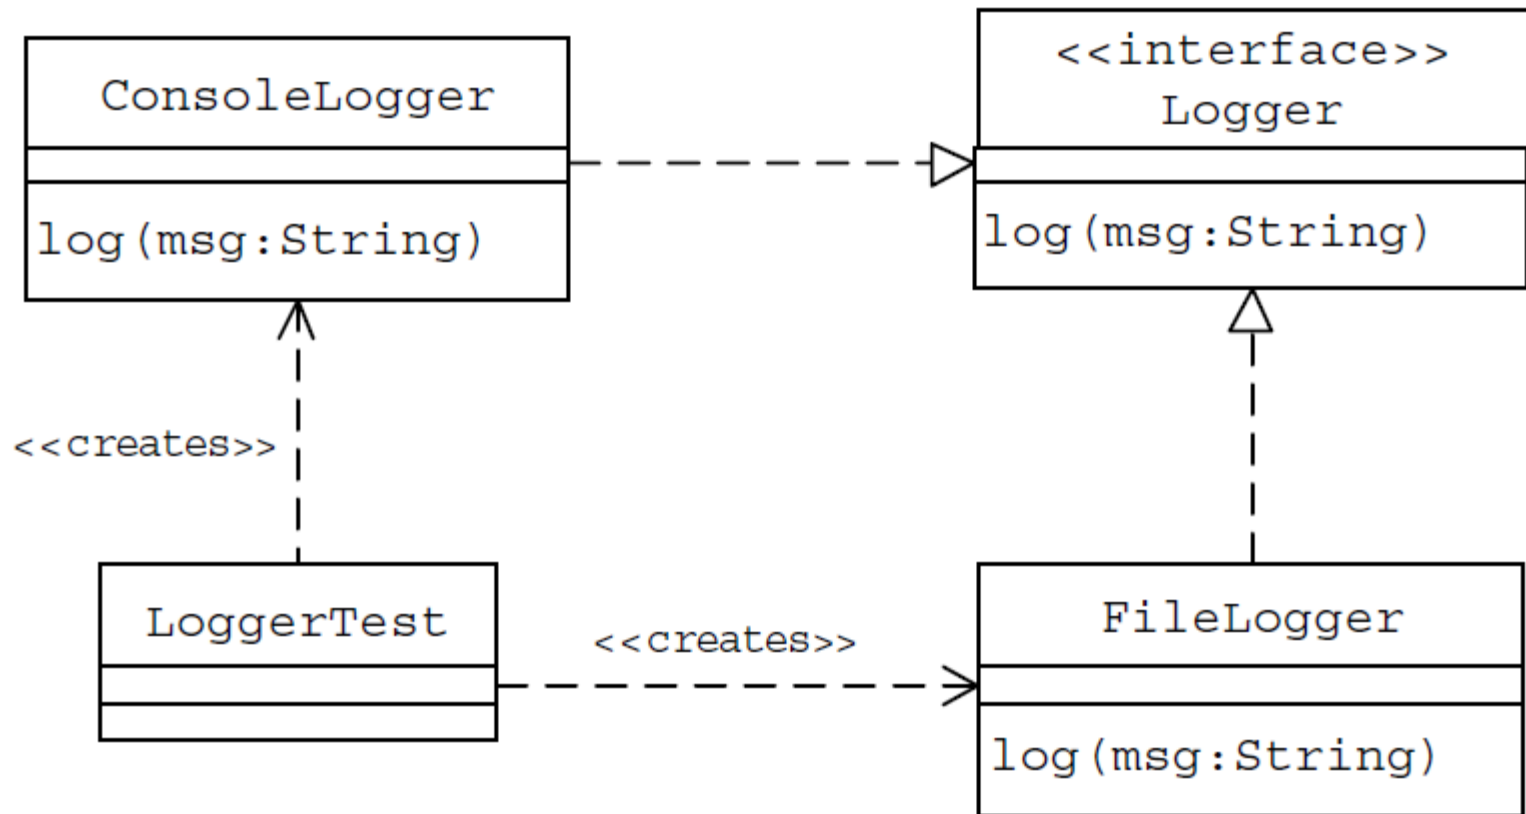 ConsoleLogger
log(msg:String)
<<interface>>
Logger
log(msg:String)
<<creates>>
LoggerTest
<<creates>>
FileLogger
log(msg:String)